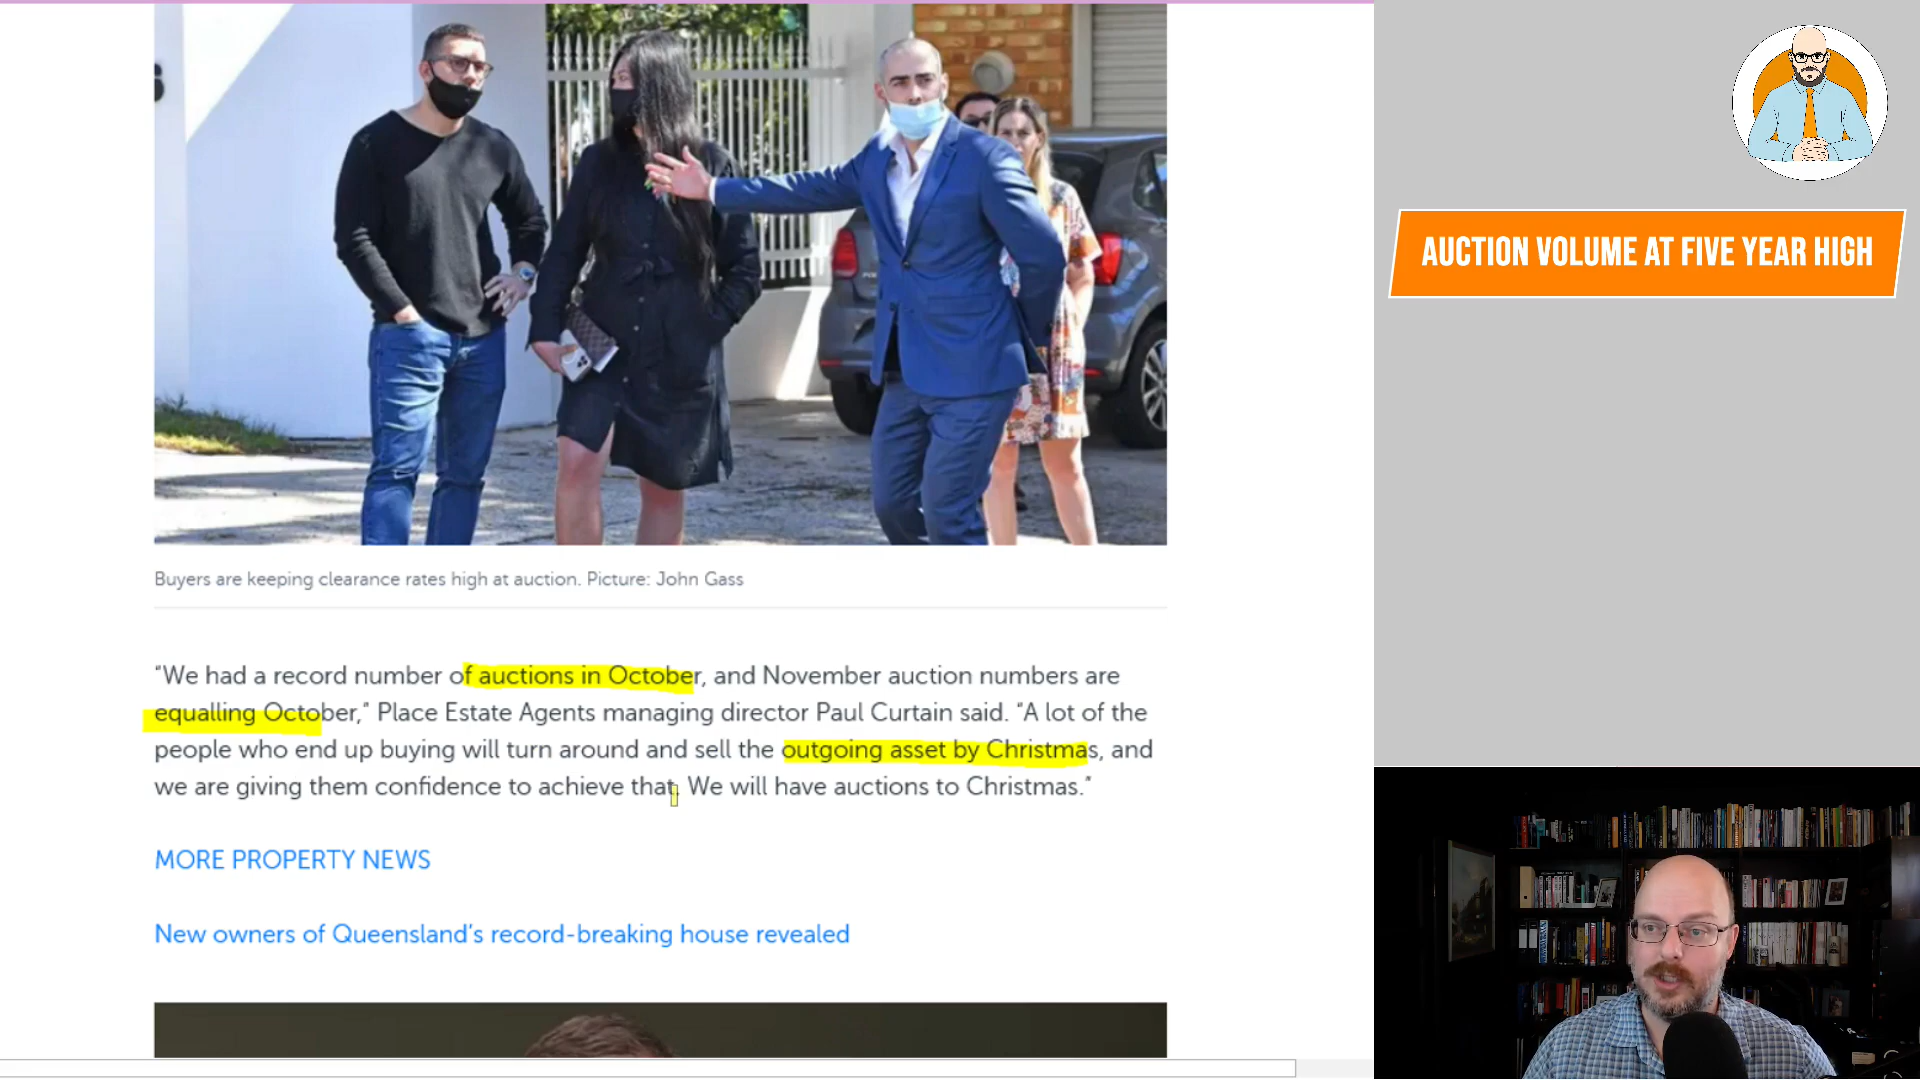 AUCTION VOLUME AT FIVE YEAR HIGH
Buyers are keeping clearance rates high at auction. Picture: John Gass
“We had a record number of auctions in October, and November auction numbers are
equalling October,” Place Estate Agents managing director Paul Curtain said. “A lot of the
people who end up buying will turn around and sell the outgoing asset by Christmas, and
we are giving them confidence to achieve that. We will have auctions to Christmas.”
MORE PROPERTY NEWS
New owners of Queensland’s record-breaking house revealed